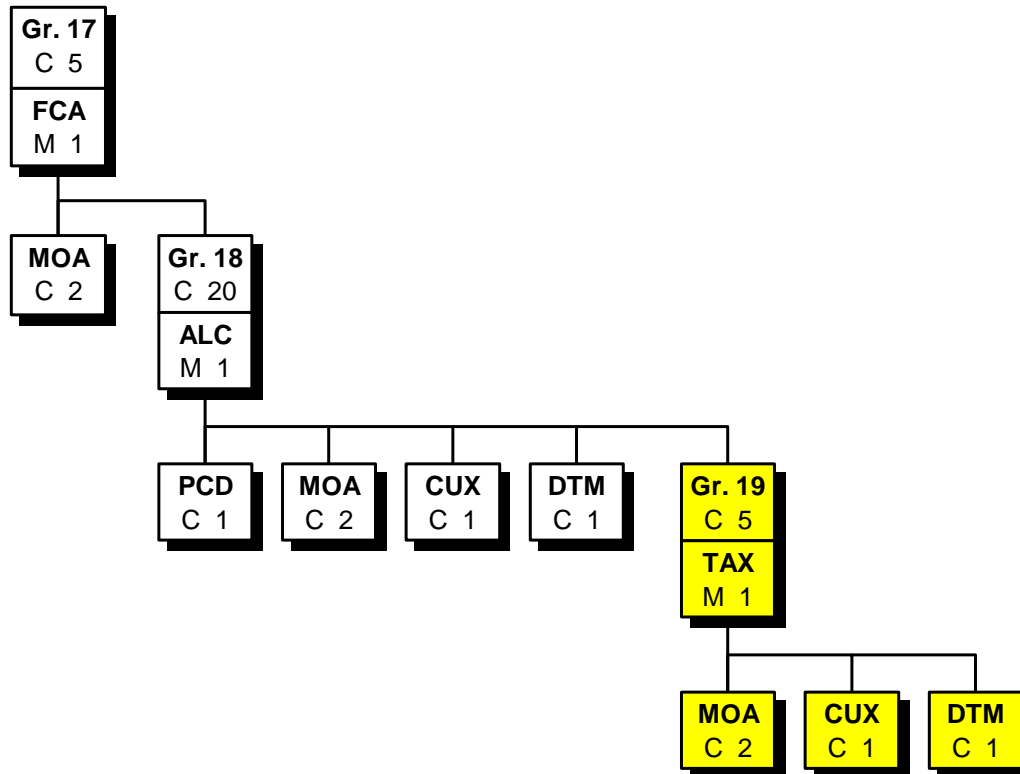 Gr. 17
C 5
FCA
M 1
MOA
C 2
Gr. 18
C 20
ALC
M 1
PCD
C 1
MOA
C 2
CUX
C 1
DTM
C 1
Gr. 19
C 5
TAX
M 1
MOA
C 2
CUX
C 1
DTM
C 1